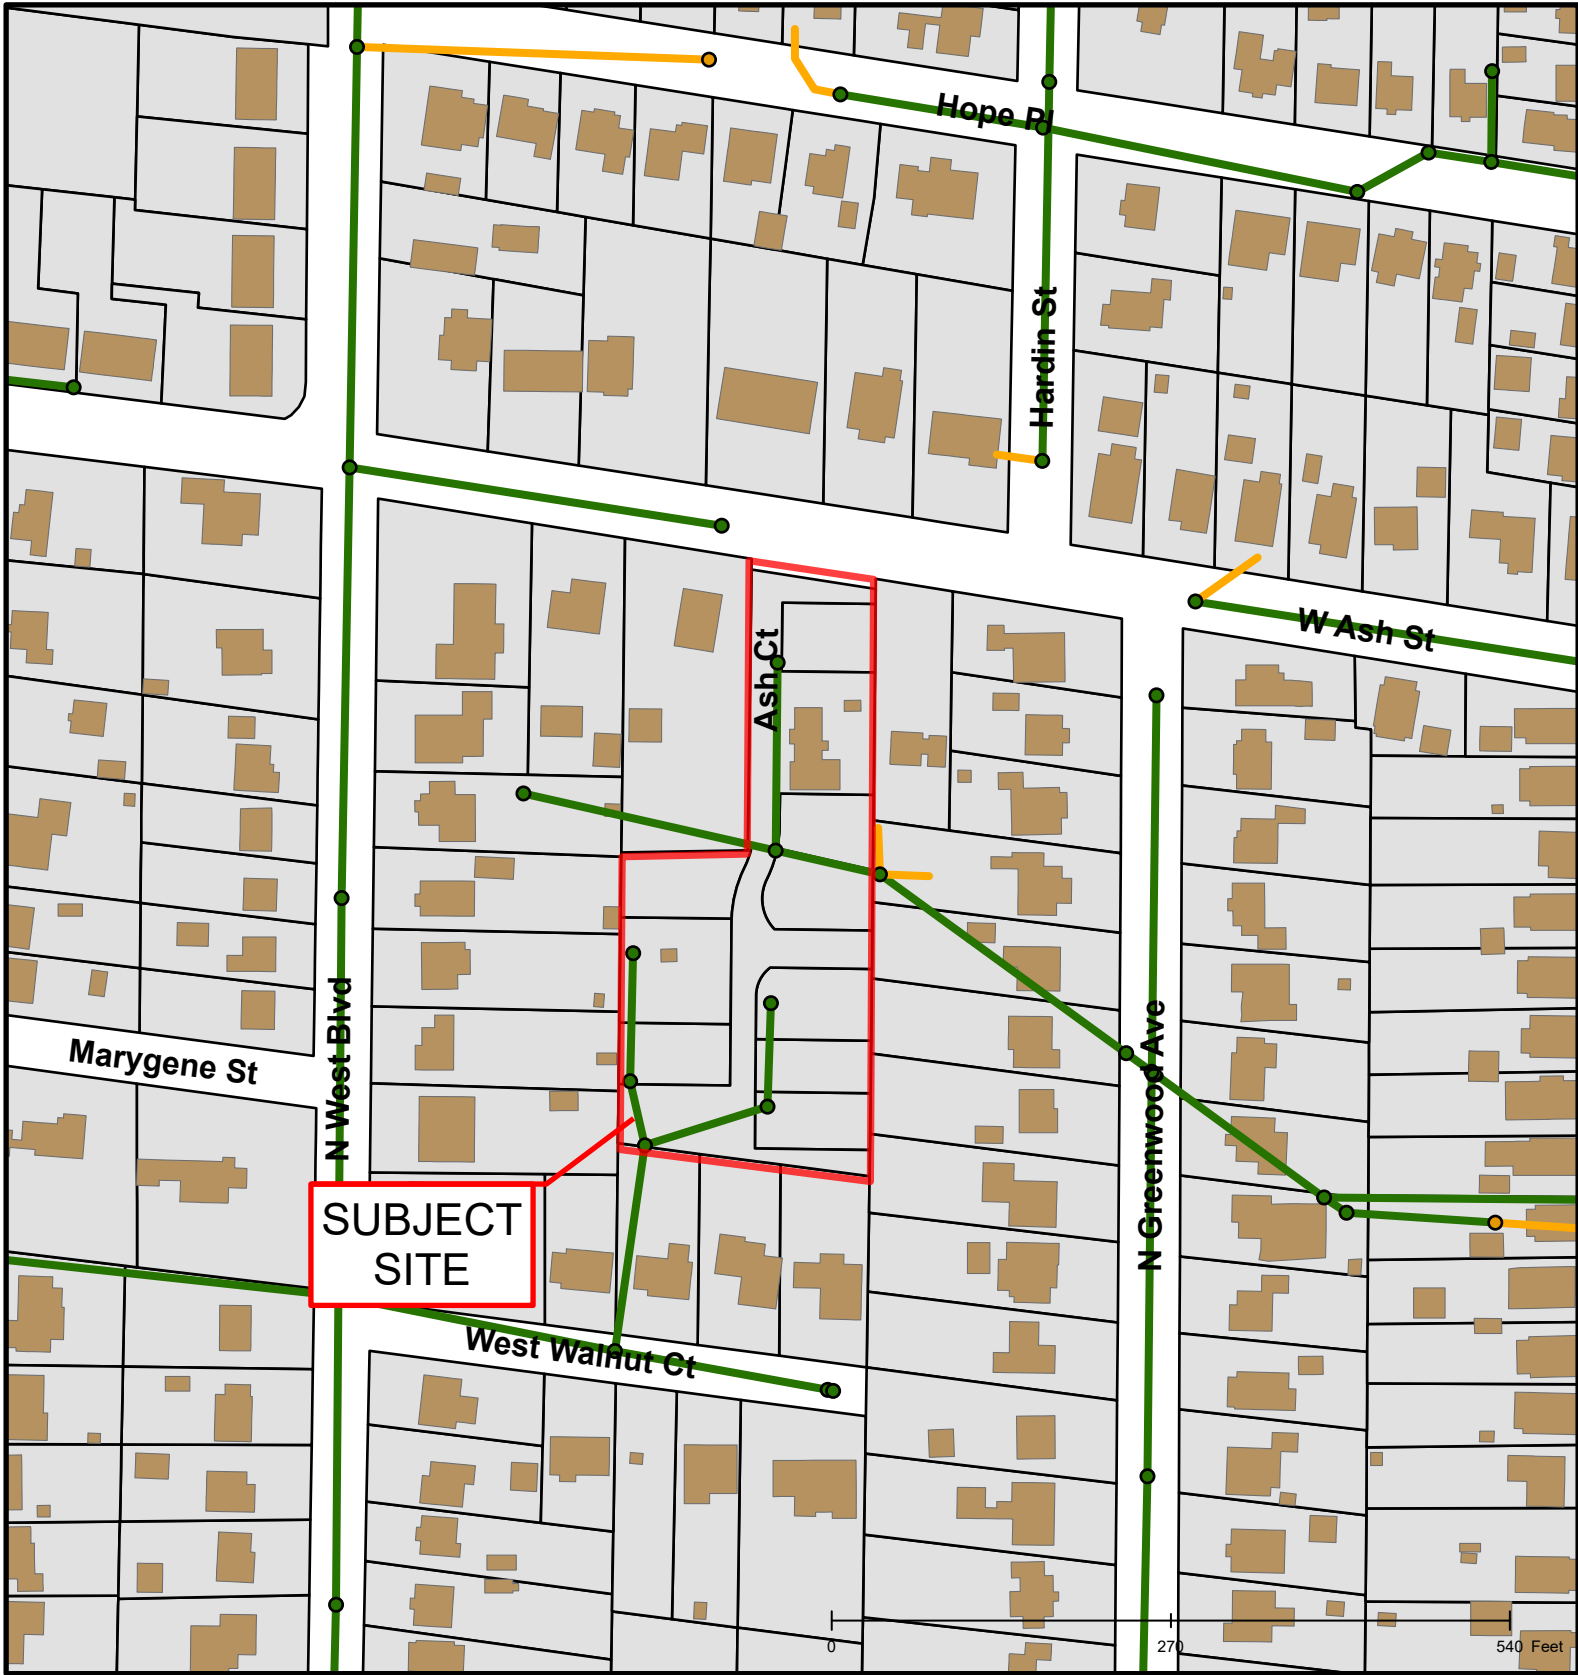 Hope Pl
Hardin St
W Ash St
Ash Ct
Marygene St
N West Blvd
N Greenwood Ave
SUBJECT
SITE
West Walnut Ct
0 270 540 Feet